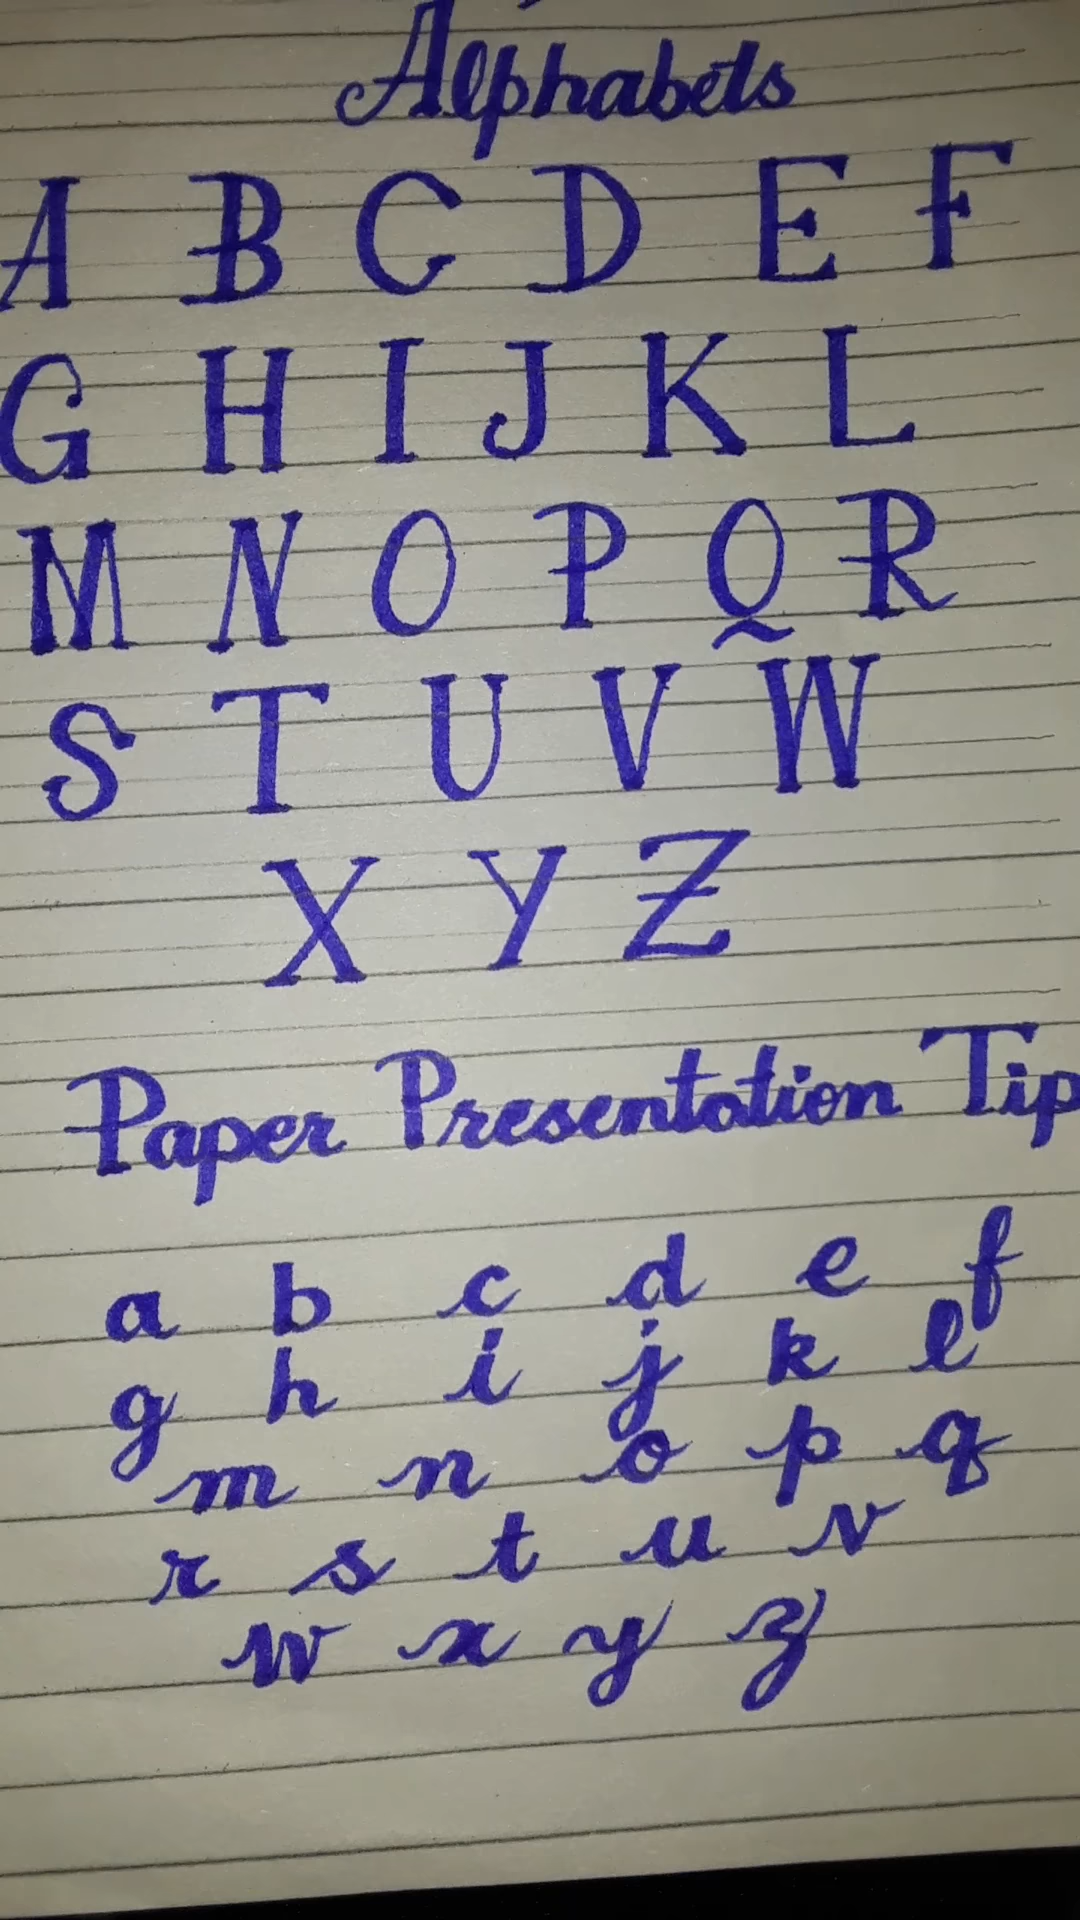 Alphabets
A B C D E F
G H I J K L
M N O P Q R
S T U V W
X Y Z
Paper Presentation Tip
a b c d e f
g h i j k l
m n o p q
r s t u v
w x y z